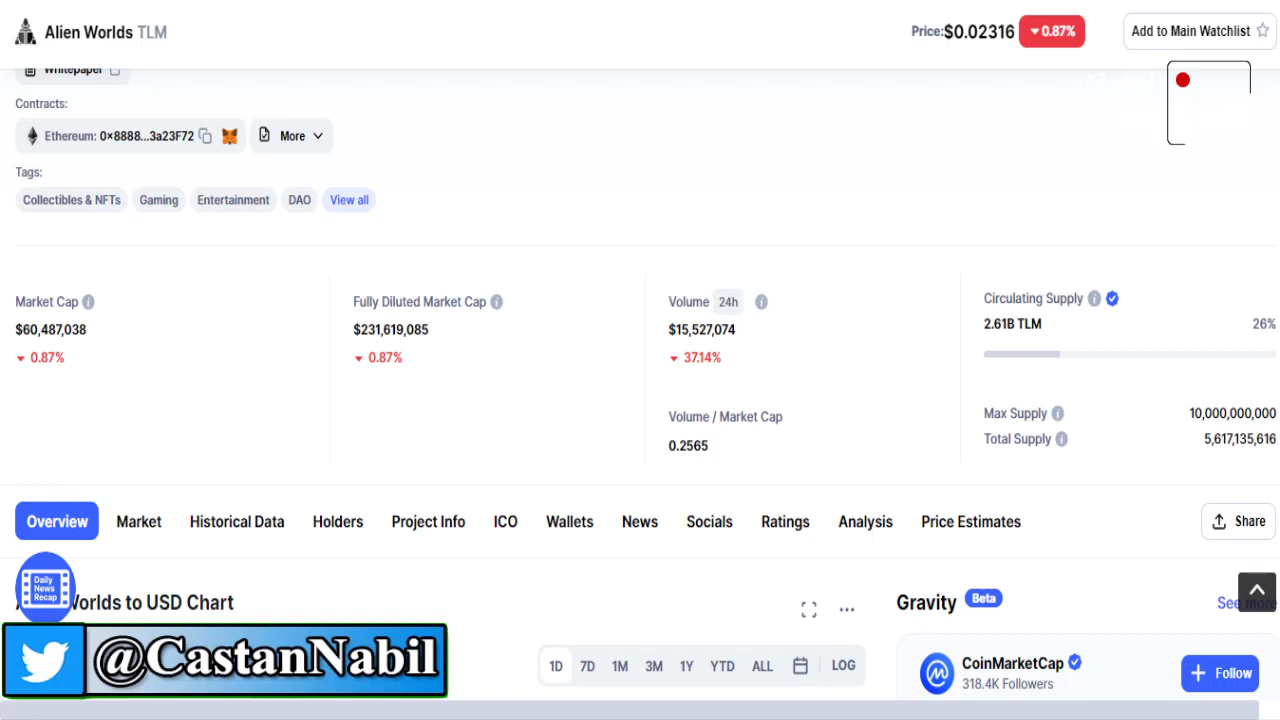 Alien Worlds TLM
Price:$0.02316 0.87%
Add to Main Watchlist
Whitepaper
Contracts:
Ethereum: 0x8888...3a23F72
More
Tags:
Collectibles & NFTs
Gaming
Entertainment
DAO
View all
Market Cap
$60,487,038
0.87%
Fully Diluted Market Cap
$231,619,085
0.87%
Volume 24h
$15,527,074
37.14%
Volume / Market Cap
0.2565
Circulating Supply
2.61B TLM 26%
Max Supply 10,000,000,000
Total Supply 5,617,135,616
Overview
Market
Historical Data
Holders
Project Info
ICO
Wallets
News
Socials
Ratings
Analysis
Price Estimates
Share
Daily
News
Recap
Worlds to USD Chart
1D 7D 1M 3M 1Y YTD ALL LOG
Gravity Beta
See more
CoinMarketCap
318.4K Followers
Follow
@CastanNabil